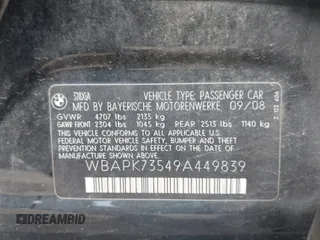 VEHICLE TYPE: PASSENGER CAR
MFD BY BAYERISCHE MOTORENWERKE 09/08
GVWR 4707 lbs 2135 kg
GAWR FRONT 2304 lbs 1045 kg REAR 2513 lbs 1140 kg
THIS VEHICLE CONFORMS TO ALL APPLICABLE U.S.
FEDERAL MOTOR VEHICLE SAFETY, BUMPER, AND
THEFT PREVENTION STANDARDS IN EFFECT ON THE
DATE OF MANUFACTURE SHOWN ABOVE.
WBAPK73549A449839
DREAMBID